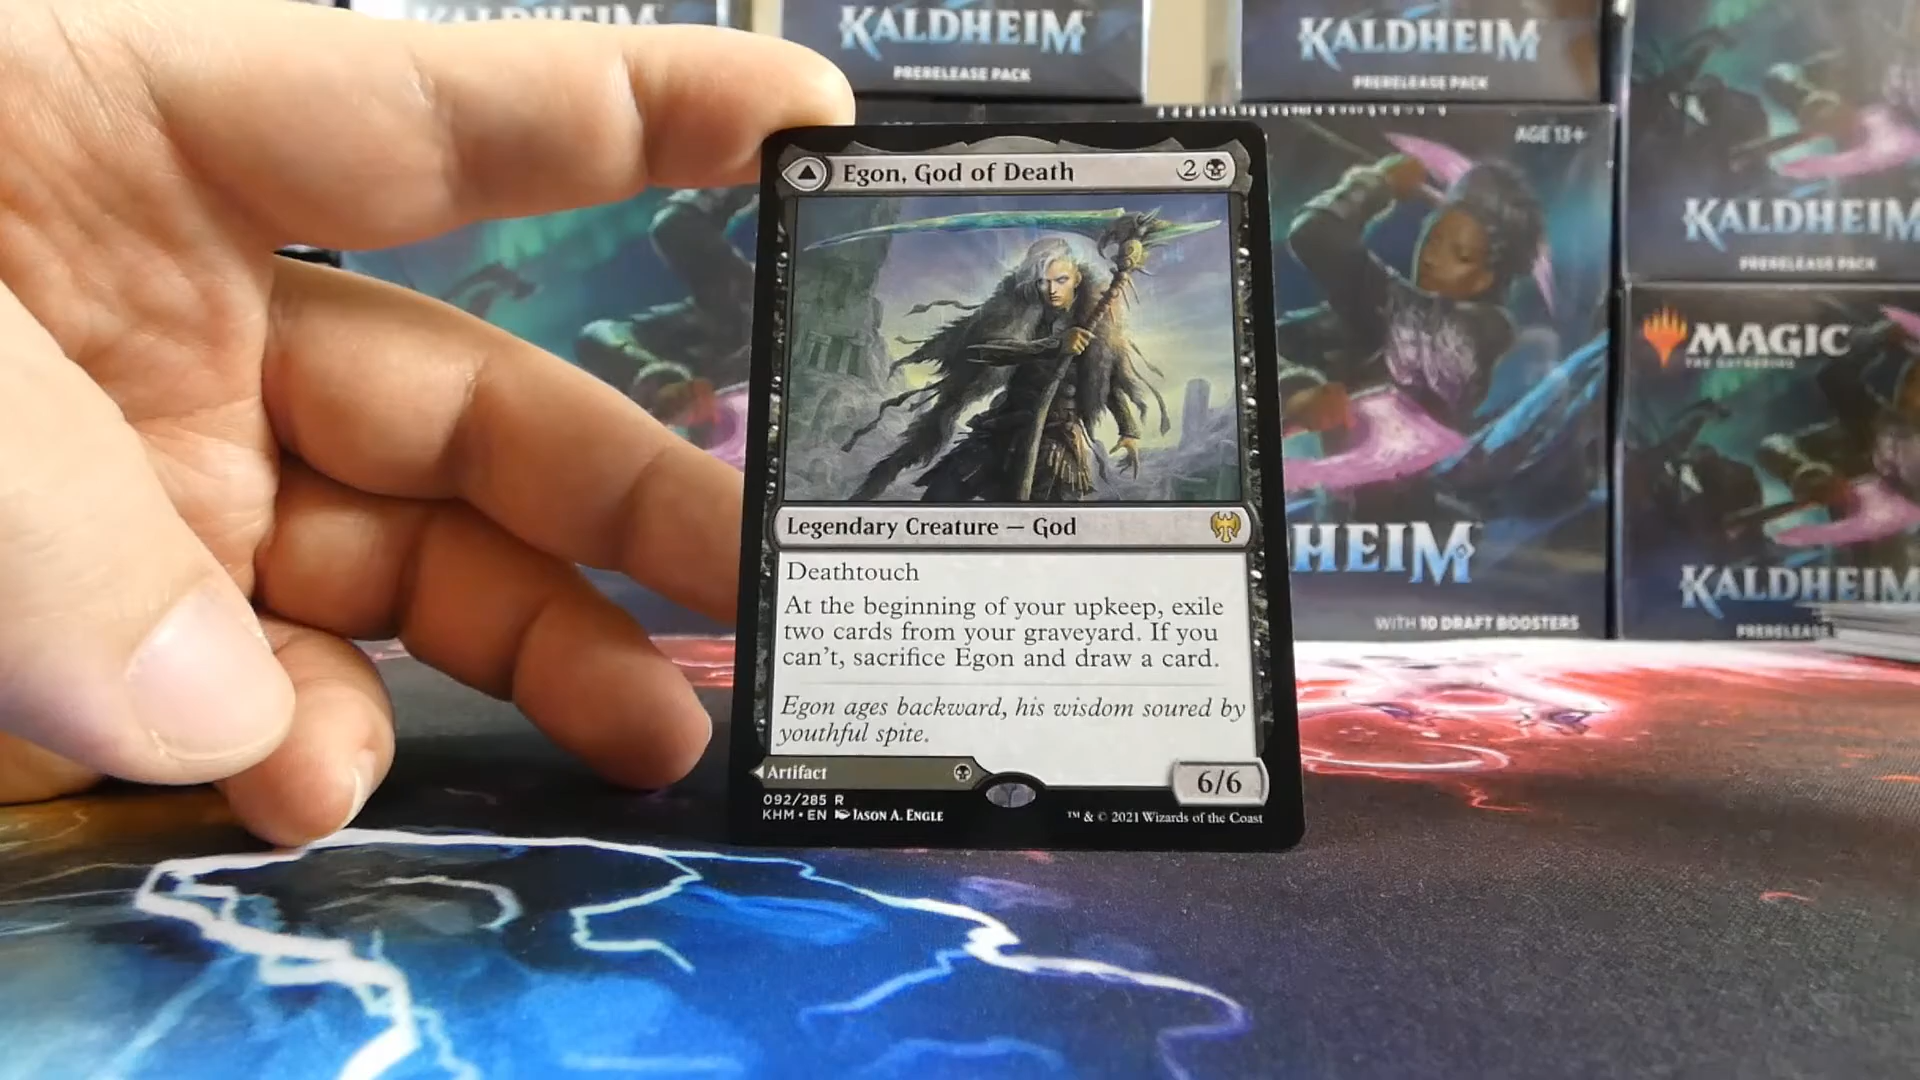 KALDHEIM
KALDHEIM
PRERELEASE PACK
KALDHEIM
PRERELEASE PACK
AGE 13+
KALDHEIM
PRERELEASE PACK
MAGIC
THE GATHERING
HEIM
WITH 10 DRAFT BOOSTERS
KALDHEIM
PRERELEASE
Egon, God of Death
2
Legendary Creature — God
Deathtouch
At the beginning of your upkeep, exile
two cards from your graveyard. If you
can't, sacrifice Egon and draw a card.
Egon ages backward, his wisdom soured by
youthful spite.
Artifact
6/6
092/285 R
KHM • EN Jason A. Engle
™ & © 2021 Wizards of the Coast